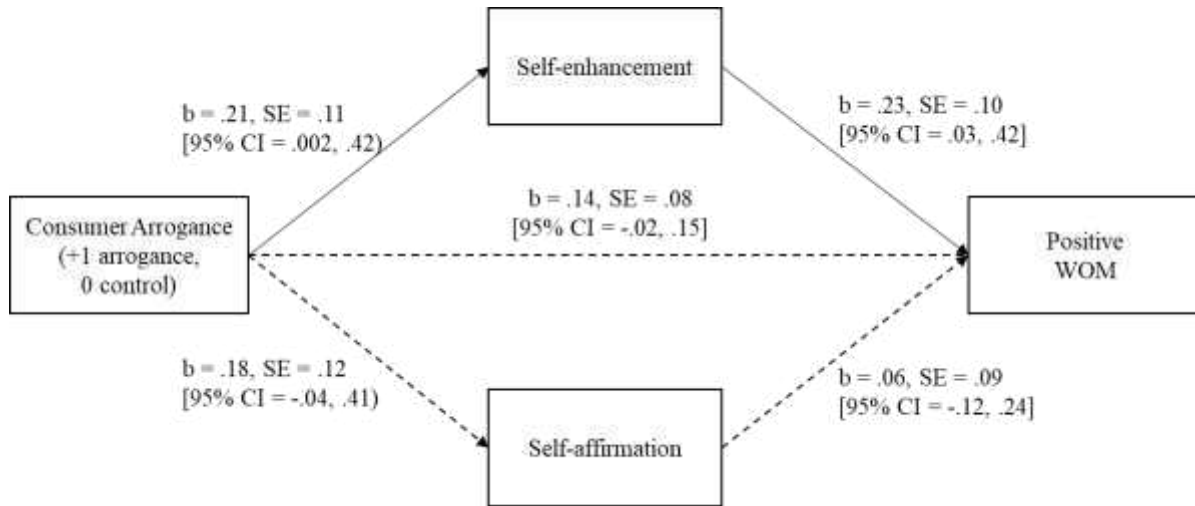 Self-enhancement
b = .21, SE = .11
[95% CI = .002, .42)
b = .23, SE = .10
[95% CI = .03, .42]
b = .14, SE = .08
[95% CI = -.02, .15]
Consumer Arrogance
(+1 arrogance,
0 control)
Positive
WOM
b = .18, SE = .12
[95% CI = -.04, .41)
b = .06, SE = .09
[95% CI = -.12, .24]
Self-affirmation